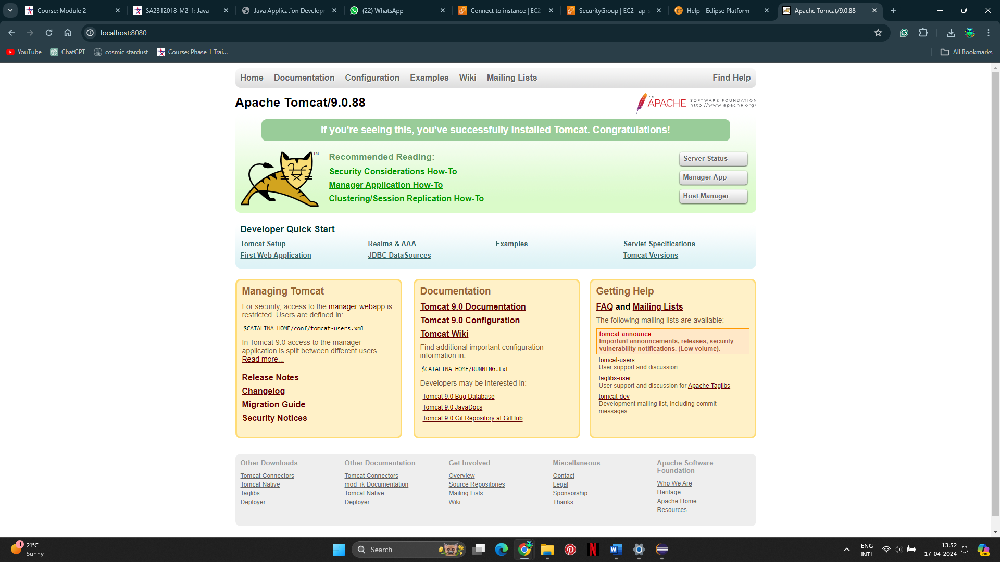 Course: Module 2
SA2312018-M2_1: Java
Java Application Develop
(22) WhatsApp
Connect to instance | EC2
SecurityGroup | EC2 | ap-s
Help - Eclipse Platform
Apache Tomcat/9.0.88
localhost:8080
YouTube
ChatGPT
cosmic stardust
Course: Phase 1 Trai...
All Bookmarks
Home Documentation Configuration Examples Wiki Mailing Lists Find Help
Apache Tomcat/9.0.88
THE APACHE SOFTWARE FOUNDATION
http://www.apache.org/
If you're seeing this, you've successfully installed Tomcat. Congratulations!
TM
Recommended Reading:
Security Considerations How-To
Manager Application How-To
Clustering/Session Replication How-To
Server Status
Manager App
Host Manager
Developer Quick Start
Tomcat Setup
First Web Application
Realms & AAA
JDBC DataSources
Examples
Servlet Specifications
Tomcat Versions
Managing Tomcat
For security, access to the manager webapp is
restricted. Users are defined in:
$CATALINA_HOME/conf/tomcat-users.xml
In Tomcat 9.0 access to the manager
application is split between different users.
Read more...
Release Notes
Changelog
Migration Guide
Security Notices
Documentation
Tomcat 9.0 Documentation
Tomcat 9.0 Configuration
Tomcat Wiki
Find additional important configuration
information in:
$CATALINA_HOME/RUNNING.txt
Developers may be interested in:
Tomcat 9.0 Bug Database
Tomcat 9.0 JavaDocs
Tomcat 9.0 Git Repository at GitHub
Getting Help
FAQ and Mailing Lists
The following mailing lists are available:
tomcat-announce
Important announcements, releases, security
vulnerability notifications. (Low volume).
tomcat-users
User support and discussion
taglibs-user
User support and discussion for Apache Taglibs
tomcat-dev
Development mailing list, including commit
messages
Other Downloads
Tomcat Connectors
Tomcat Native
Taglibs
Deployer
Other Documentation
Tomcat Connectors
mod_jk Documentation
Tomcat Native
Deployer
Get Involved
Overview
Source Repositories
Mailing Lists
Wiki
Miscellaneous
Contact
Legal
Sponsorship
Thanks
Apache Software
Foundation
Who We Are
Heritage
Apache Home
Resources
1
21°C
Sunny
Search
ENG
INTL
13:52
17-04-2024
PRE